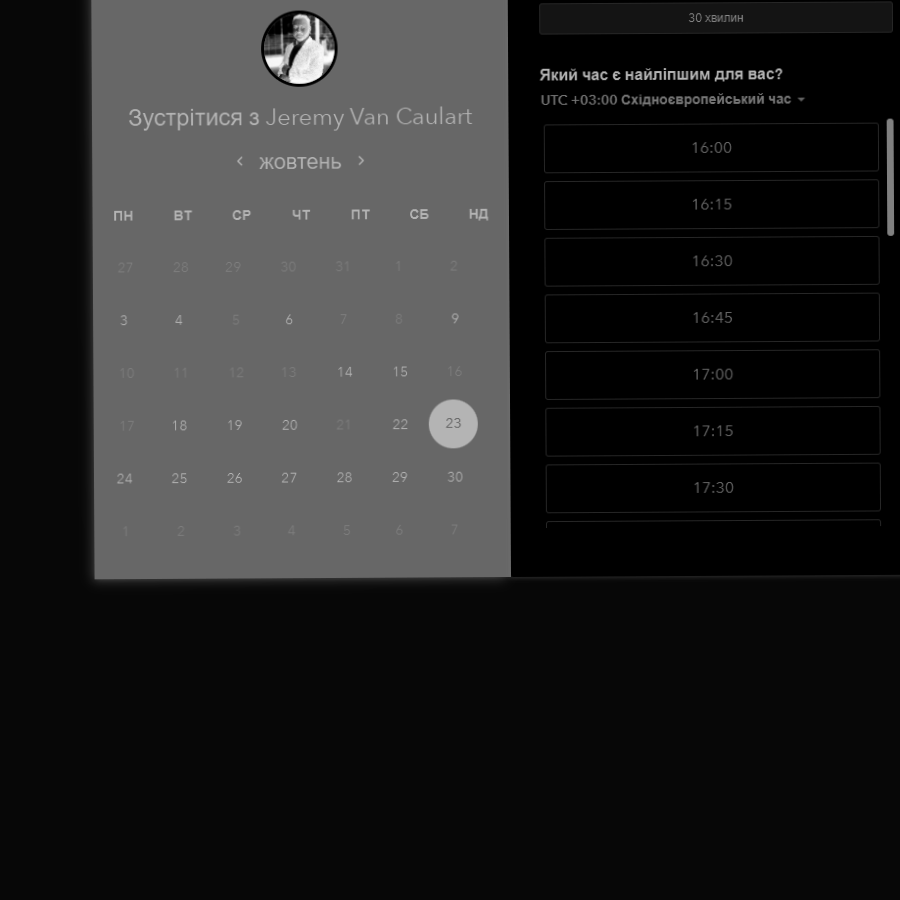 Зустрітися з Jeremy Van Caulart
жовтень
ПН ВТ СР ЧТ ПТ СБ НД
27 28 29 30 31 1 2
3 4 5 6 7 8 9
10 11 12 13 14 15 16
17 18 19 20 21 22 23
24 25 26 27 28 29 30
1 2 3 4 5 6 7
30 хвилин
Який час є найліпшим для вас?
UTC +03:00 Східноєвропейський час
16:00
16:15
16:30
16:45
17:00
17:15
17:30